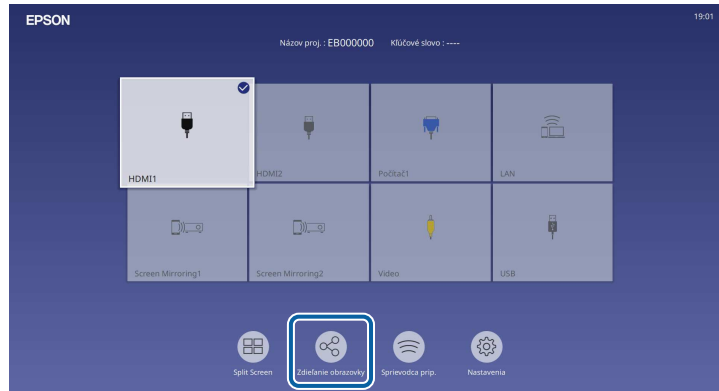 EPSON
19:01
Názov proj. : EB000000 Kľúčové slovo : ----
HDMI1
HDMI2
Počítač1
LAN
Screen Mirroring1
Screen Mirroring2
Video
USB
Split Screen
Zdieľanie obrazovky
Sprievodca prip.
Nastavenia